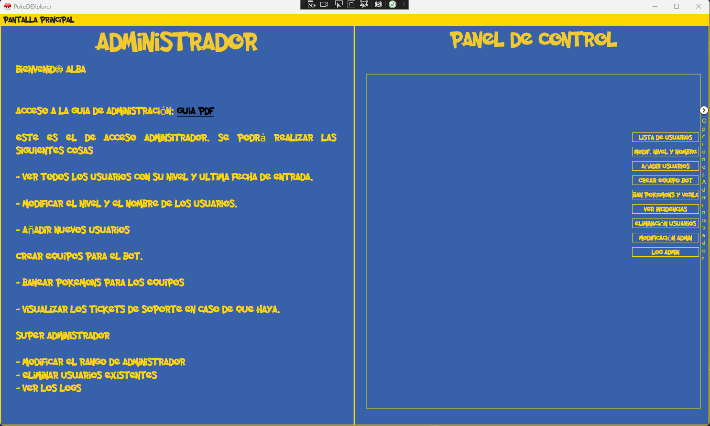 PokeDEXplorer
Pantalla Principal
Administrador
Bienvenid@ Alba
Acceso a la guia de administración: Guia PDF
Este es el de acceso adminsitrador. Se podrá realizar las
siguientes cosas
- Ver todos los usuarios con su nivel y ultima fecha de entrada.
- Modificar el nivel y el nombre de los usuarios.
- Añadir nuevos usuarios
Crear equipos para el bot.
- Banear pokemons para los equipos
- Visualizar los tickets de soporte en caso de que haya.
Super administrador
- Modificar el rango de administrador
- Eliminar usuarios existentes
- Ver los logs
Panel de control
Lista de usuarios
Modif. nivel y nombre
Añadir usuarios
Crear equipo bot
Ban pokemons y
Ver incidencias
Eliminación usuarios
Modificación admin
Log admin
Opciones Administrador